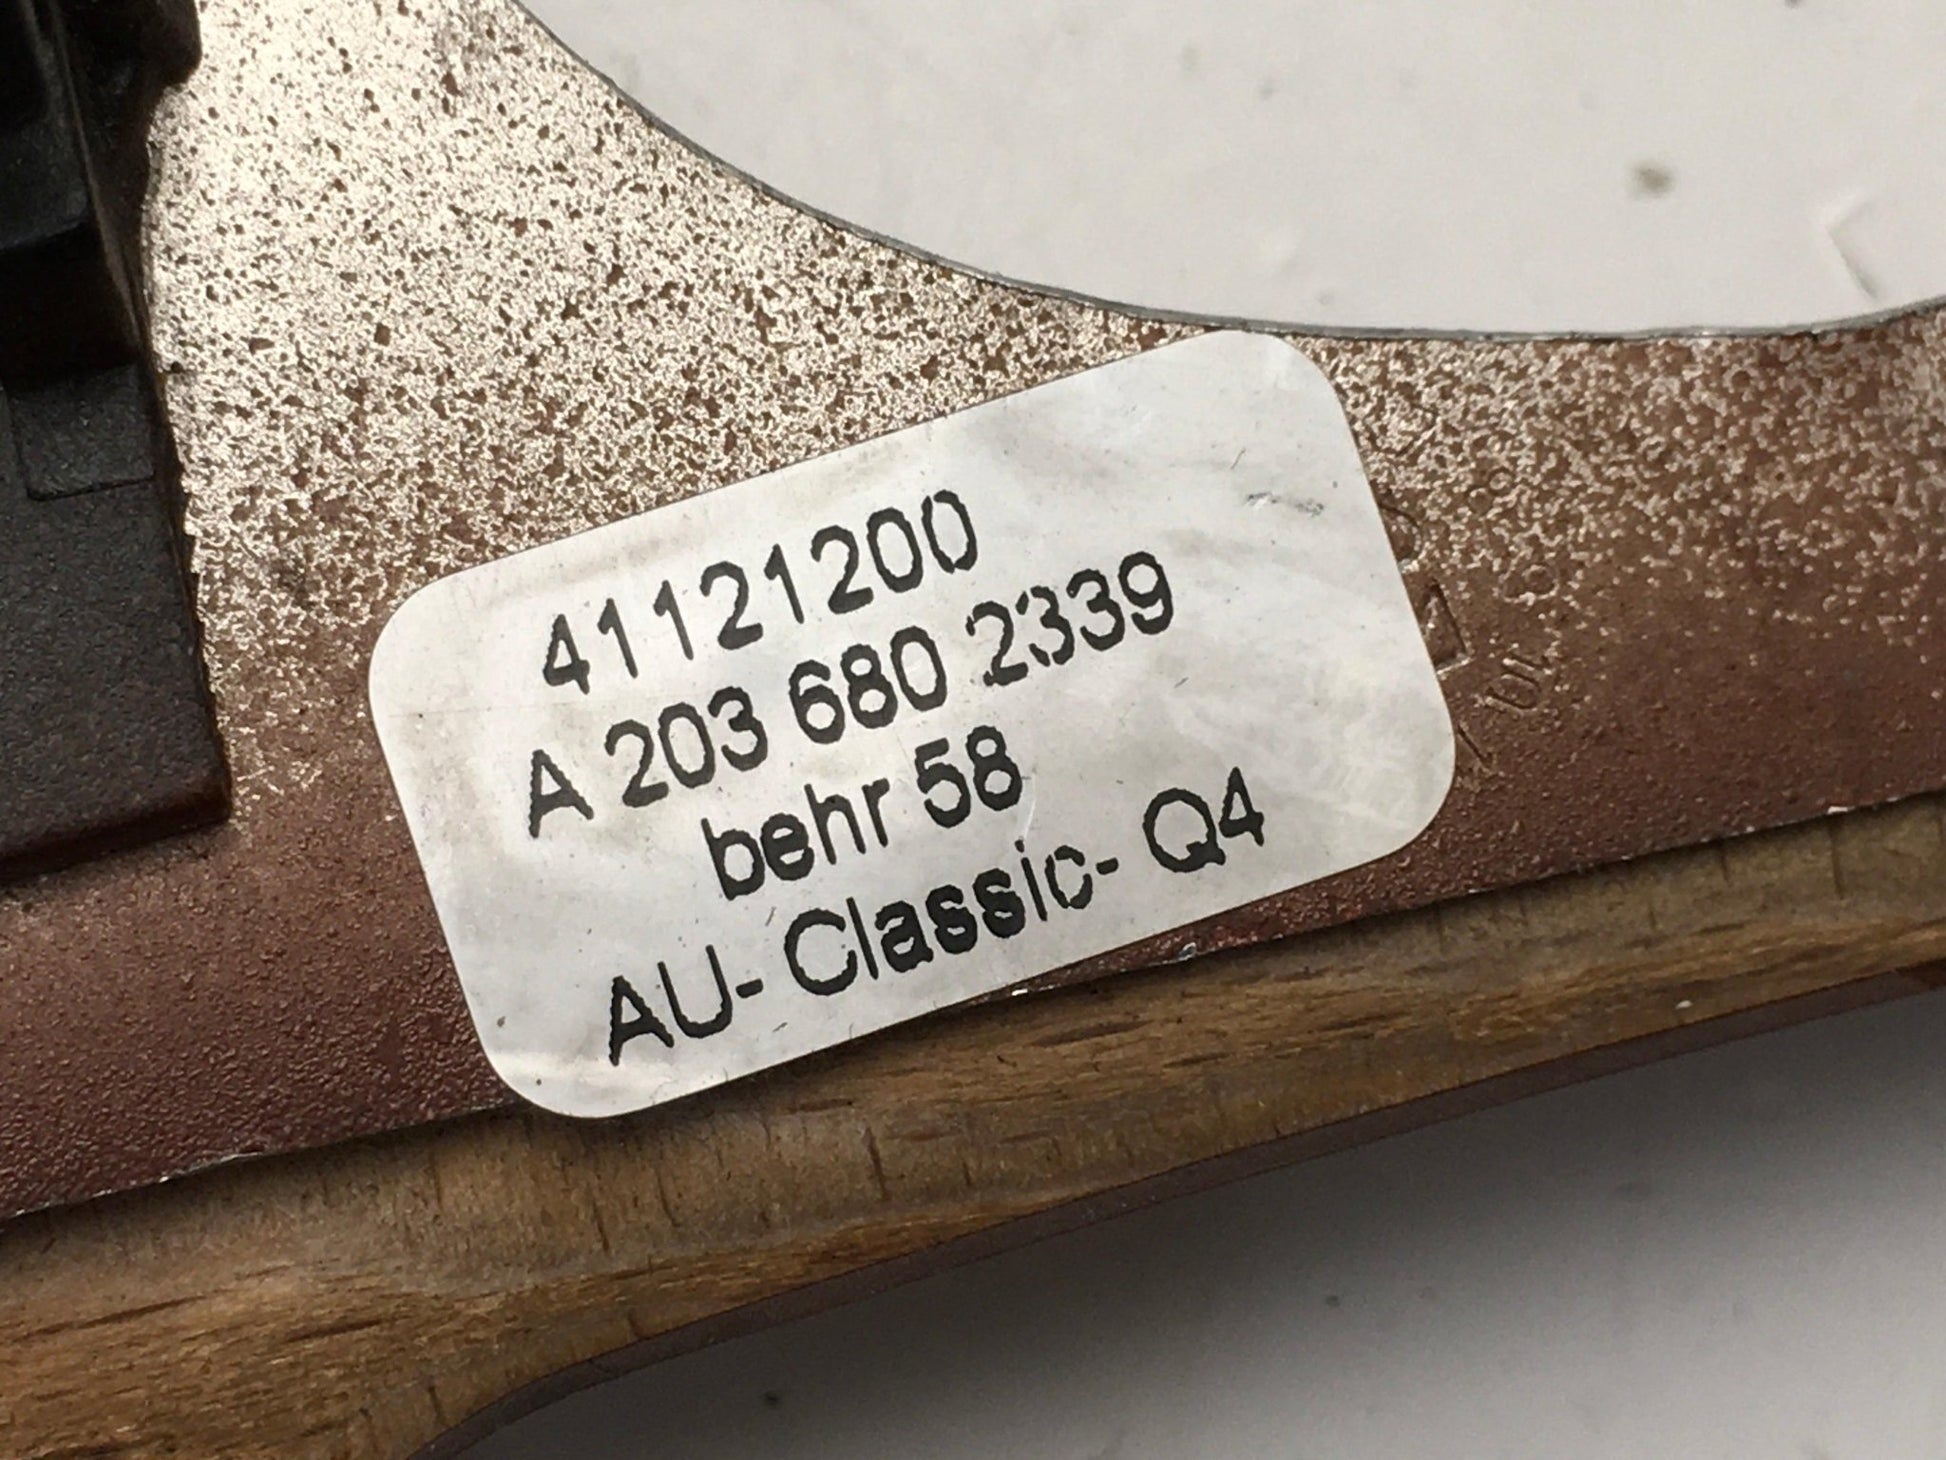 41121200
A 203 680 2339
behr 58
AU- Classic- Q4